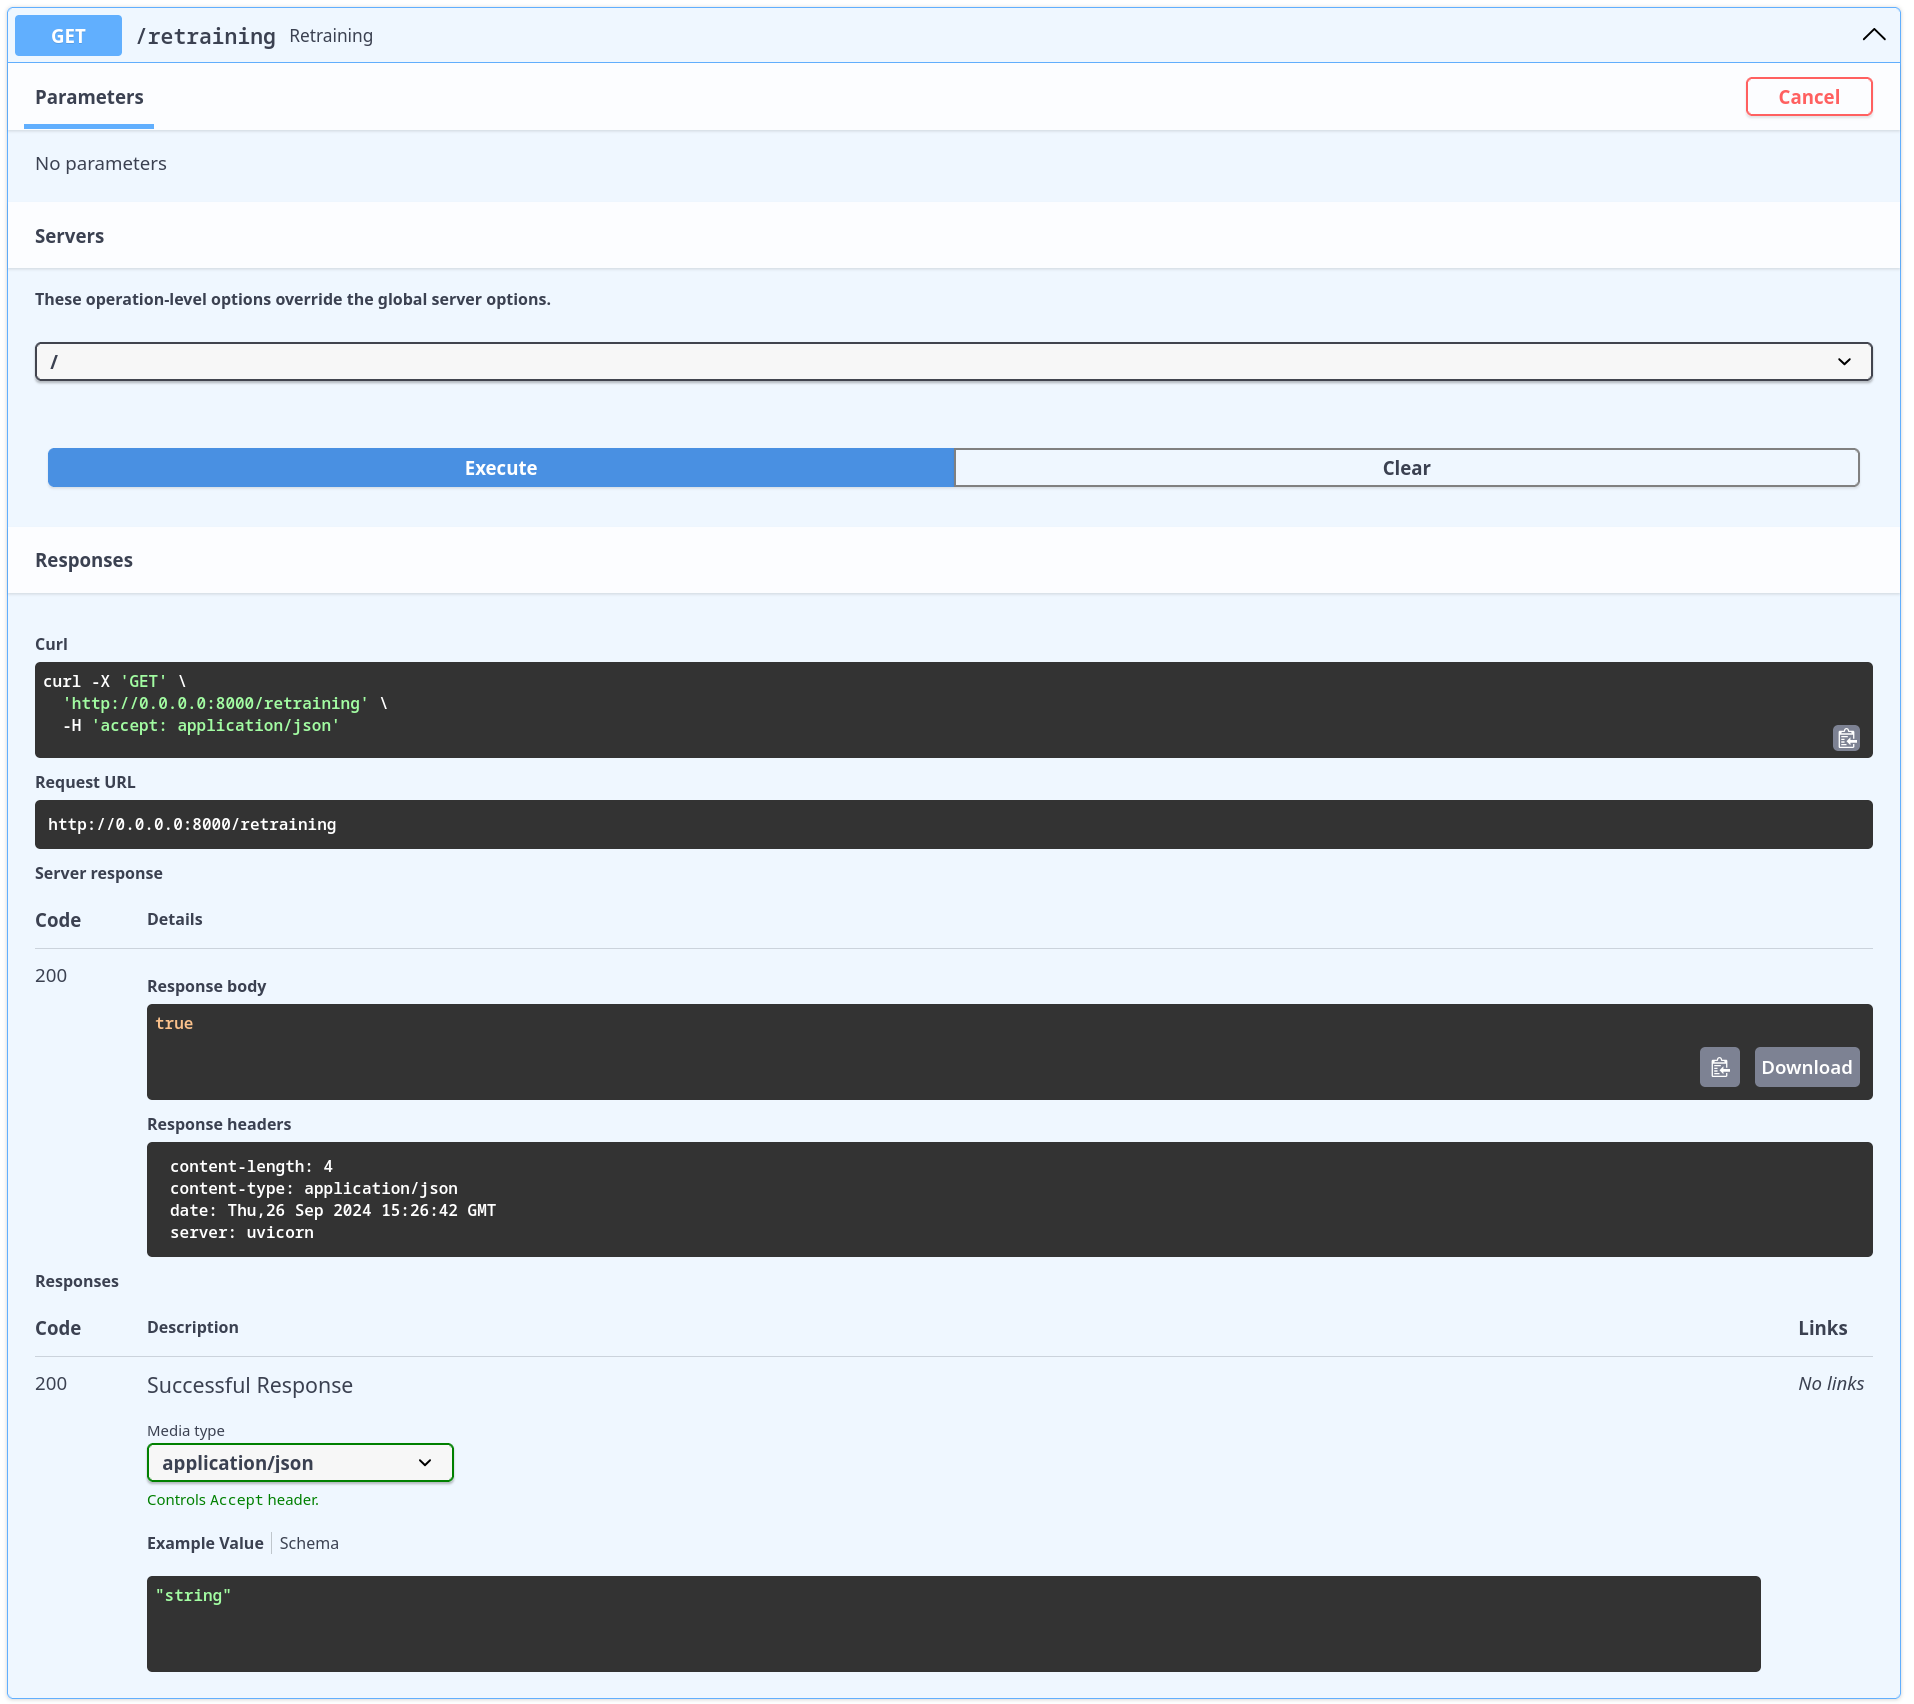 GET /retraining Retraining
Parameters
Cancel
No parameters
Servers
These operation-level options override the global server options.
/
Execute
Clear
Responses
Curl
curl -X 'GET' \
  'http://0.0.0.0:8000/retraining' \
  -H 'accept: application/json'
Request URL
http://0.0.0.0:8000/retraining
Server response
Code Details
200
Response body
true
Download
Response headers
content-length: 4
content-type: application/json
date: Thu,26 Sep 2024 15:26:42 GMT
server: uvicorn
Responses
Code Description Links
200 Successful Response No links
Media type
application/json
Controls Accept header.
Example Value Schema
"string"